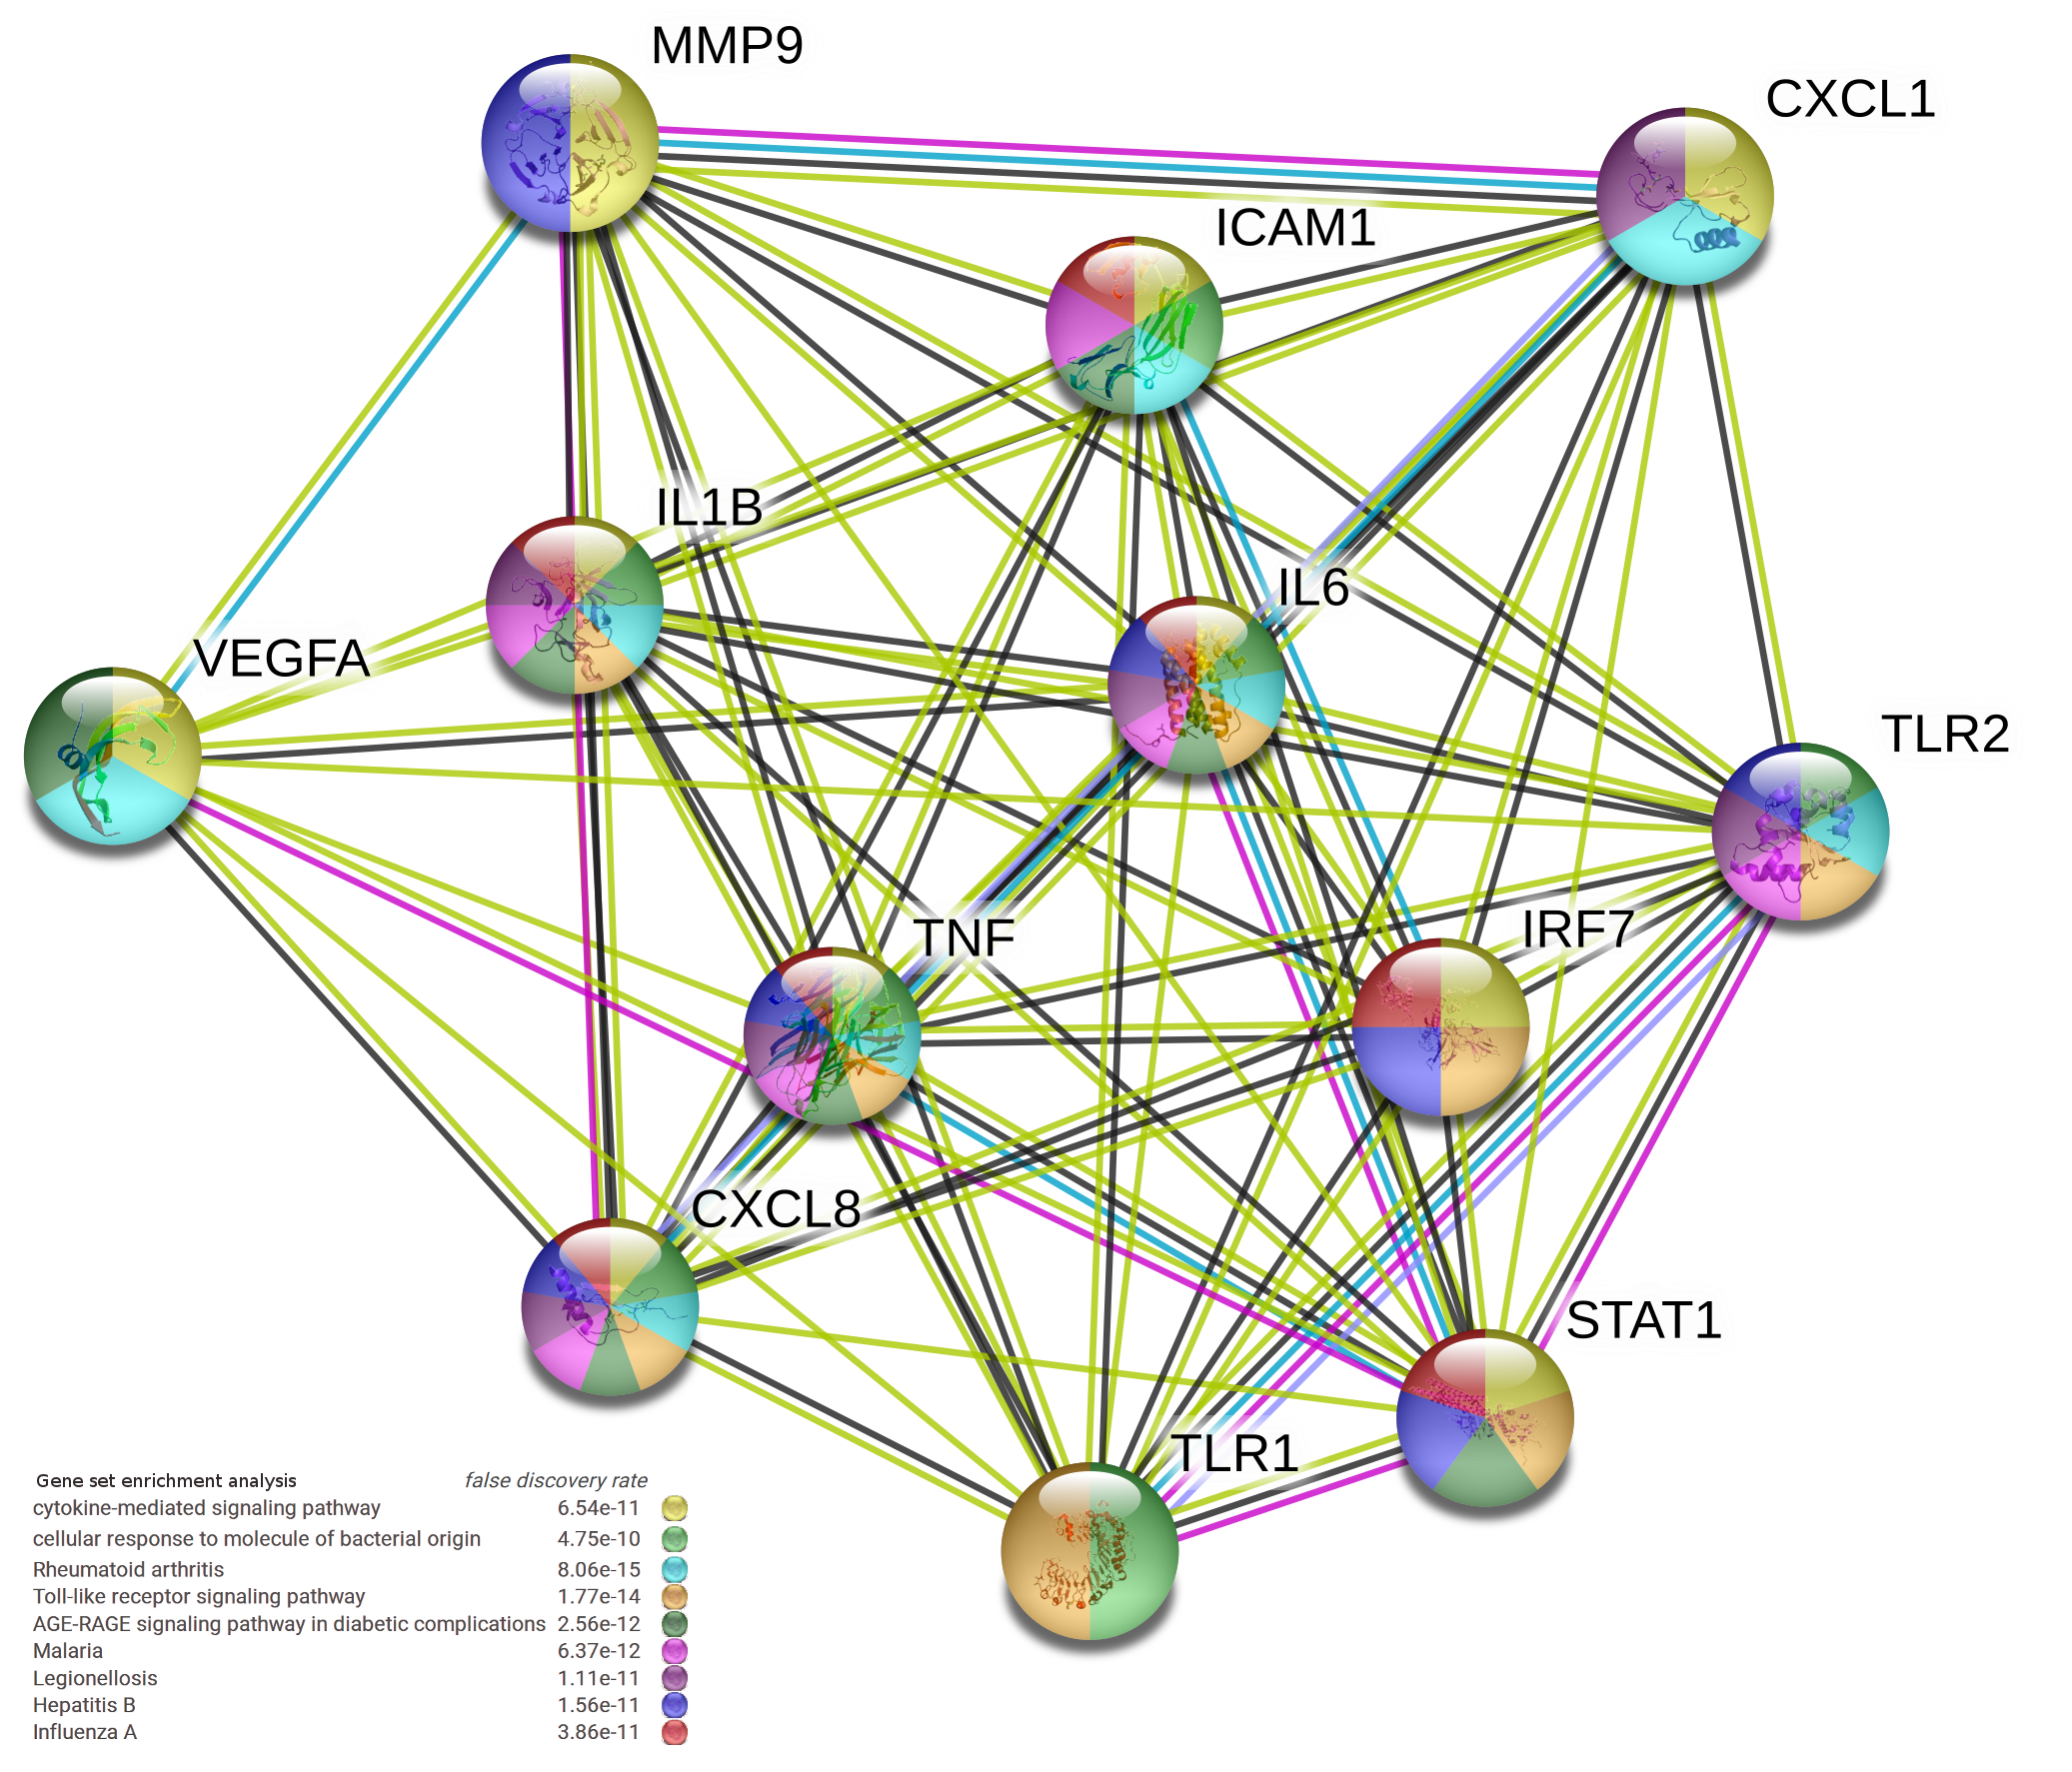 MMP9
CXCL1
ICAM1
IL1B
IL6
VEGFA
TLR2
TNF
IRF7
CXCL8
STAT1
TLR1
Gene set enrichment analysis false discovery rate
cytokine-mediated signaling pathway 6.54e-11
cellular response to molecule of bacterial origin 4.75e-10
Rheumatoid arthritis 8.06e-15
Toll-like receptor signaling pathway 1.77e-14
AGE-RAGE signaling pathway in diabetic complications 2.56e-12
Malaria 6.37e-12
Legionellosis 1.11e-11
Hepatitis B 1.56e-11
Influenza A 3.86e-11